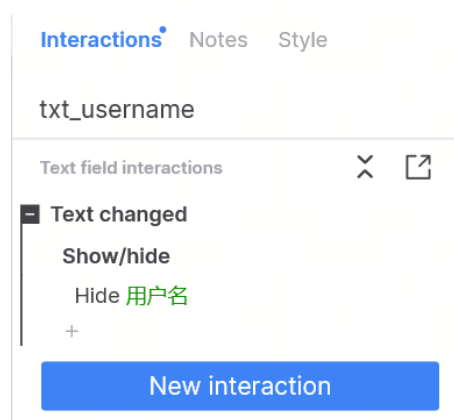 Interactions Notes Style
txt_username
Text field interactions
Text changed
Show/hide
Hide 用户名
+
New interaction